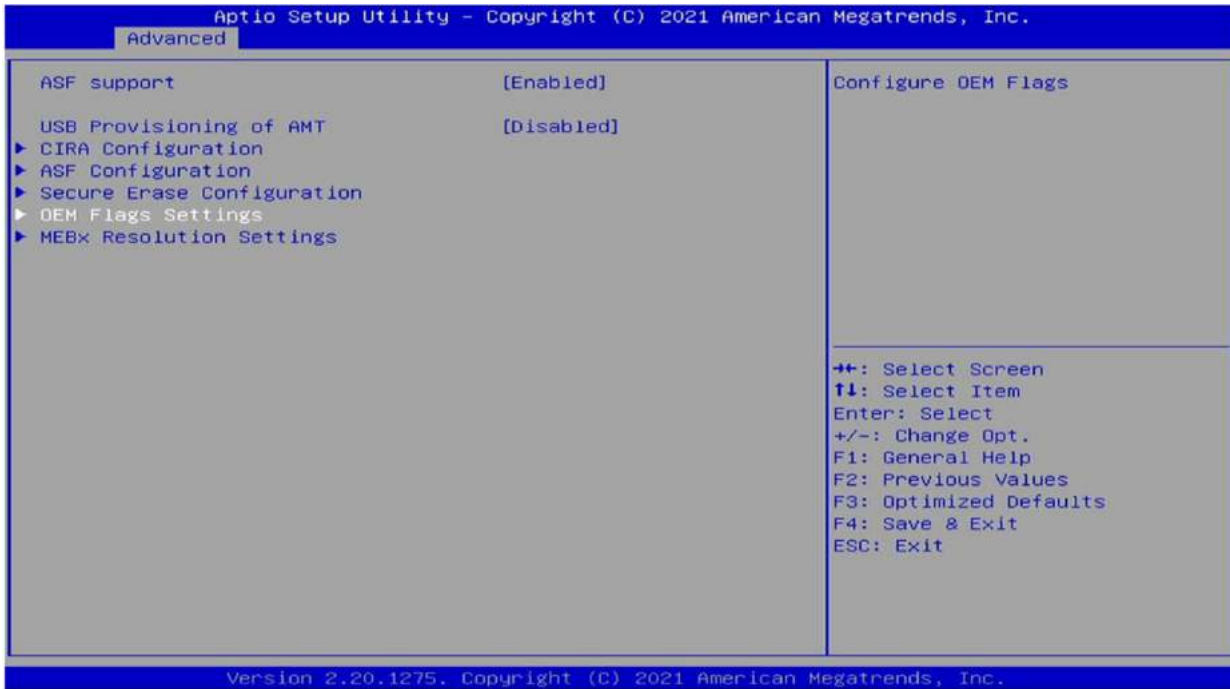 Aptio Setup Utility – Copyright (C) 2021 American Megatrends, Inc.
Advanced
ASF support [Enabled]
USB Provisioning of AMT [Disabled]
► CIRA Configuration
► ASF Configuration
► Secure Erase Configuration
► OEM Flags Settings
► MEBx Resolution Settings
Configure OEM Flags
→←: Select Screen
↑↓: Select Item
Enter: Select
+/-: Change Opt.
F1: General Help
F2: Previous Values
F3: Optimized Defaults
F4: Save & Exit
ESC: Exit
Version 2.20.1275. Copyright (C) 2021 American Megatrends, Inc.